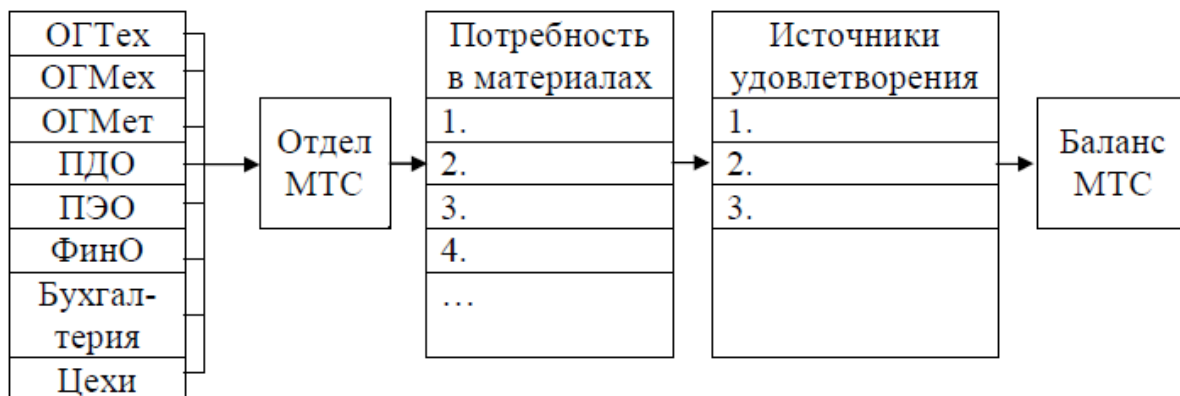 ОГТех
ОГМех
ОГМет
ПДО
ПЭО
ФинО
Бухгал-
терия
Цехи
Отдел
МТС
Потребность
в материалах
1.
2.
3.
4.
…
Источники
удовлетворения
1.
2.
3.
Баланс
МТС